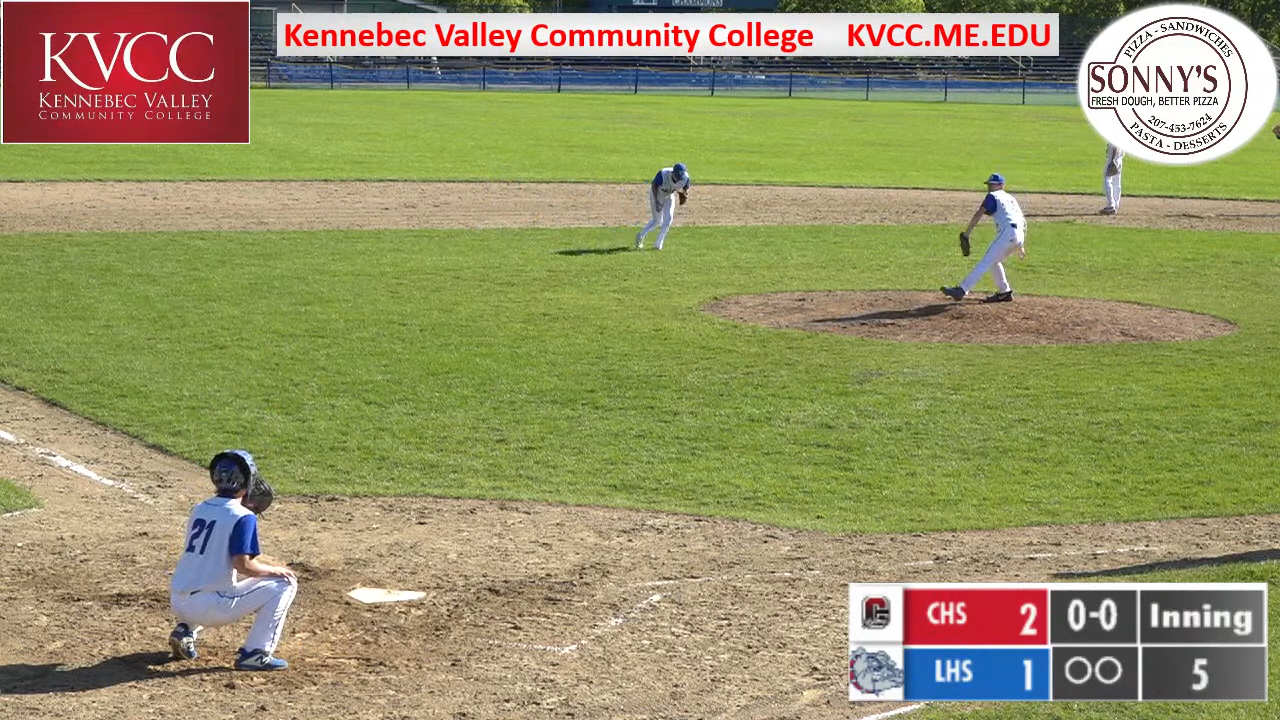 CHAMPIONS
KVCC
KENNEBEC VALLEY
COMMUNITY COLLEGE
Kennebec Valley Community College KVCC.ME.EDU
PIZZA - SANDWICHES
SONNY'S
FRESH DOUGH, BETTER PIZZA
207-453-7624
PASTA - DESSERTS
21
CHS 2 0-0 Inning
LHS 1 5